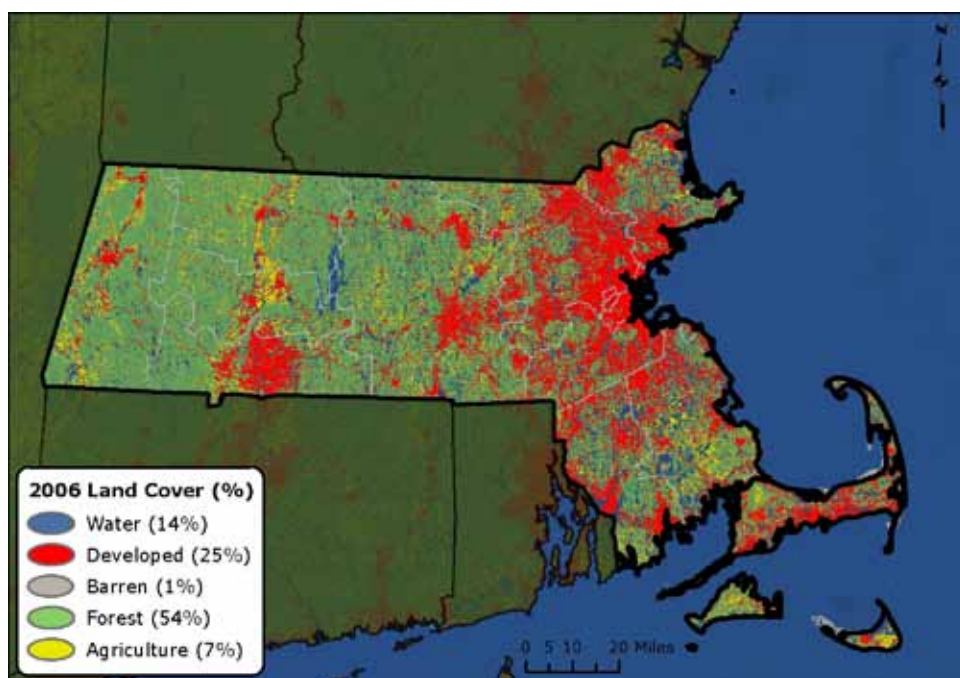 2006 Land Cover (%)
Water (14%)
Developed (25%)
Barren (1%)
Forest (54%)
Agriculture (7%)
0 5 10 20 Miles